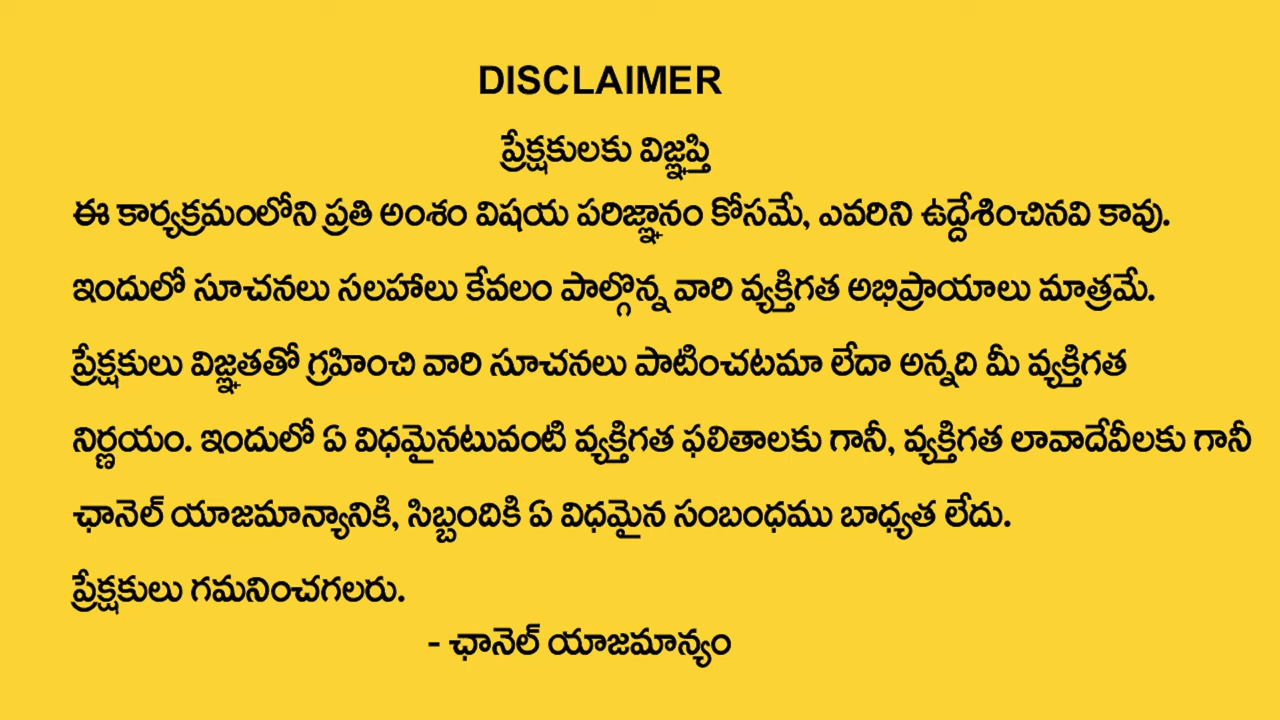 DISCLAIMER
ప్రేక్షకులకు విజ్ఞప్తి
ఈ కార్యక్రమంలోని ప్రతి అంశం విషయ పరిజ్ఞానం కోసమే, ఎవరిని ఉద్దేశించినవి కావు.
ఇందులో సూచనలు సలహాలు కేవలం పాల్గొన్న వారి వ్యక్తిగత అభిప్రాయాలు మాత్రమే.
ప్రేక్షకులు విజ్ఞతతో గ్రహించి వారి సూచనలు పాటించటమా లేదా అన్నది మీ వ్యక్తిగత
నిర్ణయం. ఇందులో ఏ విధమైనటువంటి వ్యక్తిగత ఫలితాలకు గానీ, వ్యక్తిగత లావాదేవీలకు గానీ
ఛానెల్ యాజమాన్యానికి, సిబ్బందికి ఏ విధమైన సంబంధము బాధ్యత లేదు.
ప్రేక్షకులు గమనించగలరు.
- ఛానెల్ యాజమాన్యం